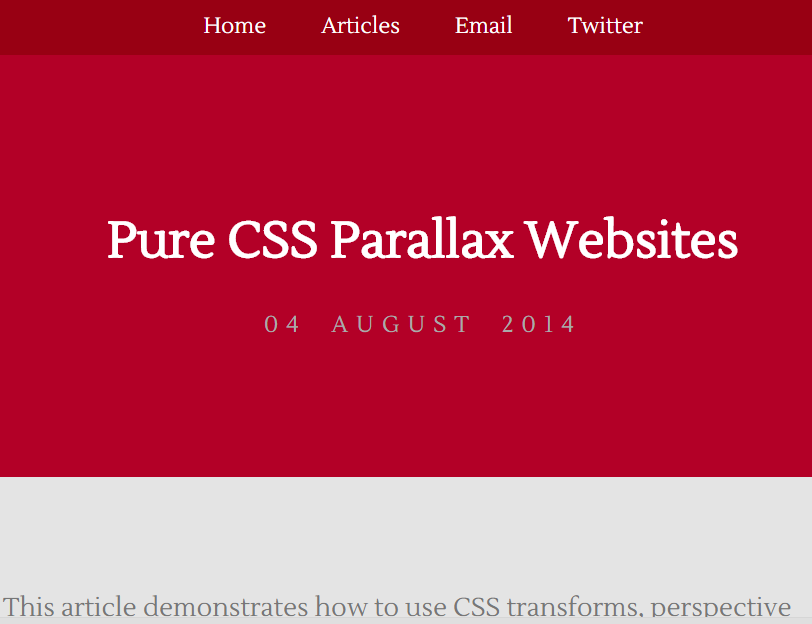 Home Articles Email Twitter
Pure CSS Parallax Websites
04 AUGUST 2014
This article demonstrates how to use CSS transforms, perspective